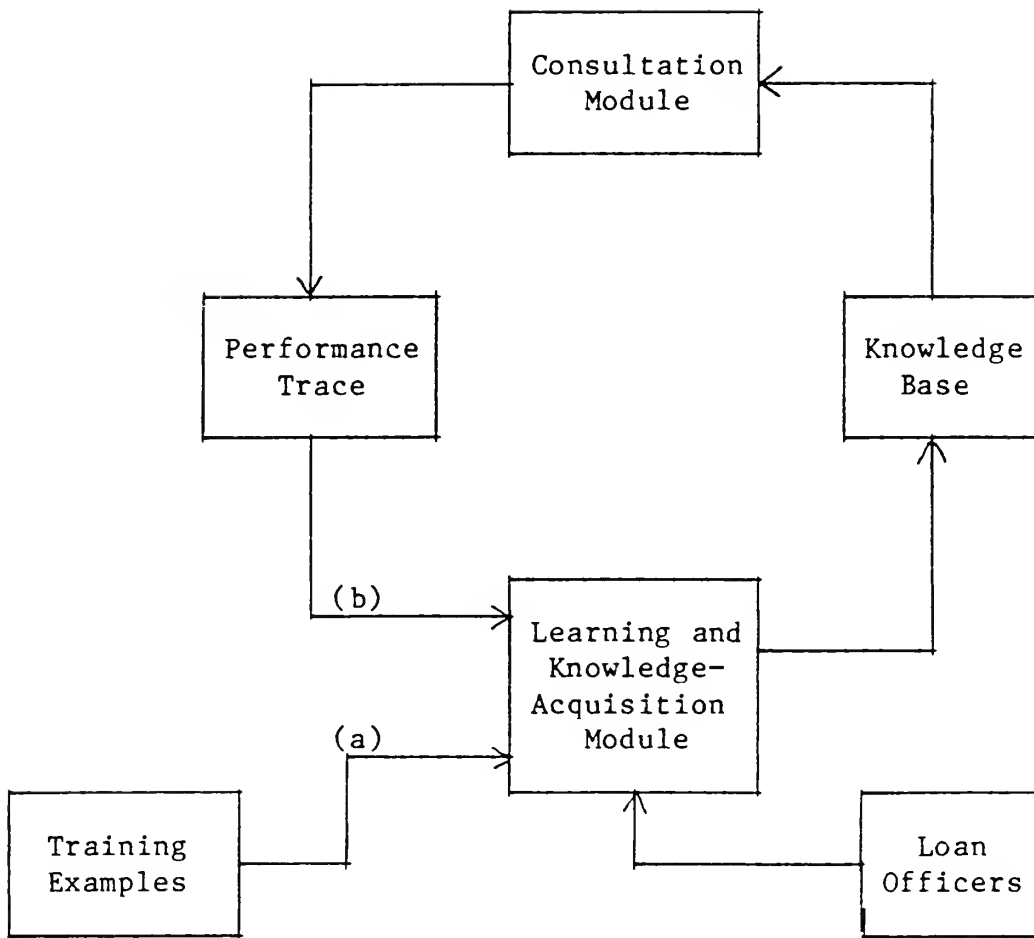 Consultation
Module
Performance
Trace
Knowledge
Base
(b)
Learning and
Knowledge-
Acquisition
Module
(a)
Training
Examples
Loan
Officers